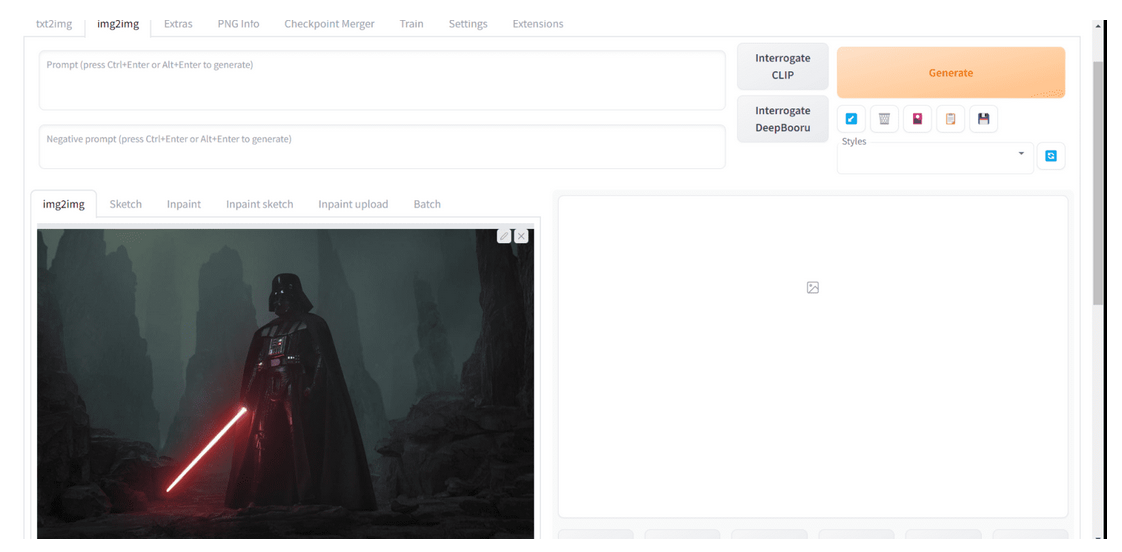 txt2img img2img Extras PNG Info Checkpoint Merger Train Settings Extensions
Prompt (press Ctrl+Enter or Alt+Enter to generate)
Interrogate
CLIP
Generate
Negative prompt (press Ctrl+Enter or Alt+Enter to generate)
Interrogate
DeepBooru
Styles
img2img Sketch Inpaint Inpaint sketch Inpaint upload Batch